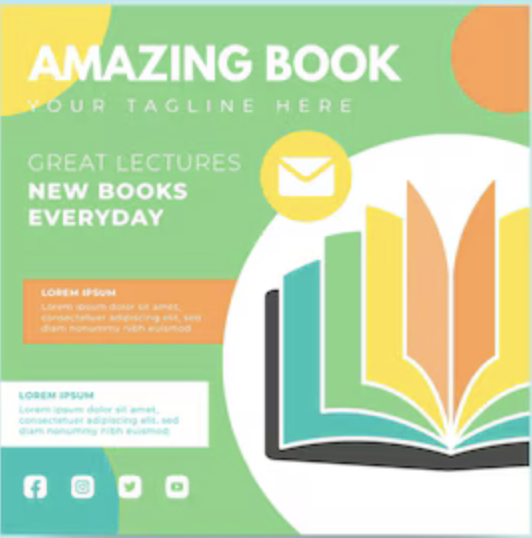 AMAZING BOOK
YOUR TAGLINE HERE
GREAT LECTURES
NEW BOOKS
EVERYDAY
LOREM IPSUM
Lorem ipsum dolor sit amet,
consectetuer adipiscing elit, sed
diam nonummy nibh euismod
LOREM IPSUM
Lorem ipsum dolor sit amet,
consectetuer adipiscing elit, sed
diam nonummy nibh euismod